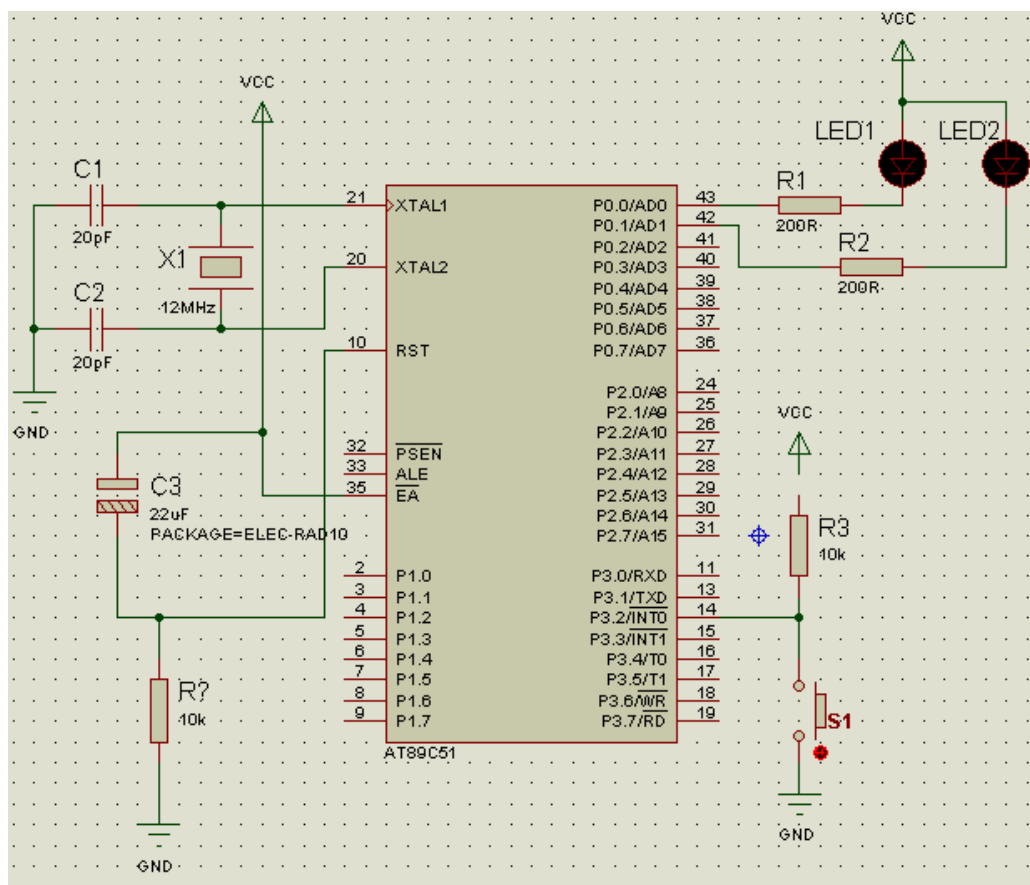 VCC
VCC
LED1
LED2
C1
20pF
X1
12MHz
C2
20pF
GND
R1
200R
R2
200R
21 XTAL1
20 XTAL2
10 RST
32 PSEN
33 ALE
35 EA
2 P1.0
3 P1.1
4 P1.2
5 P1.3
6 P1.4
7 P1.5
8 P1.6
9 P1.7
P0.0/AD0 43
P0.1/AD1 42
P0.2/AD2 41
P0.3/AD3 40
P0.4/AD4 39
P0.5/AD5 38
P0.6/AD6 37
P0.7/AD7 36
P2.0/A8 24
P2.1/A9 25
P2.2/A10 26
P2.3/A11 27
P2.4/A12 28
P2.5/A13 29
P2.6/A14 30
P2.7/A15 31
P3.0/RXD 11
P3.1/TXD 13
P3.2/INT0 14
P3.3/INT1 15
P3.4/T0 16
P3.5/T1 17
P3.6/WR 18
P3.7/RD 19
AT89C51
C3
22uF
PACKAGE=ELEC-RAD10
R?
10k
GND
VCC
R3
10k
S1
GND